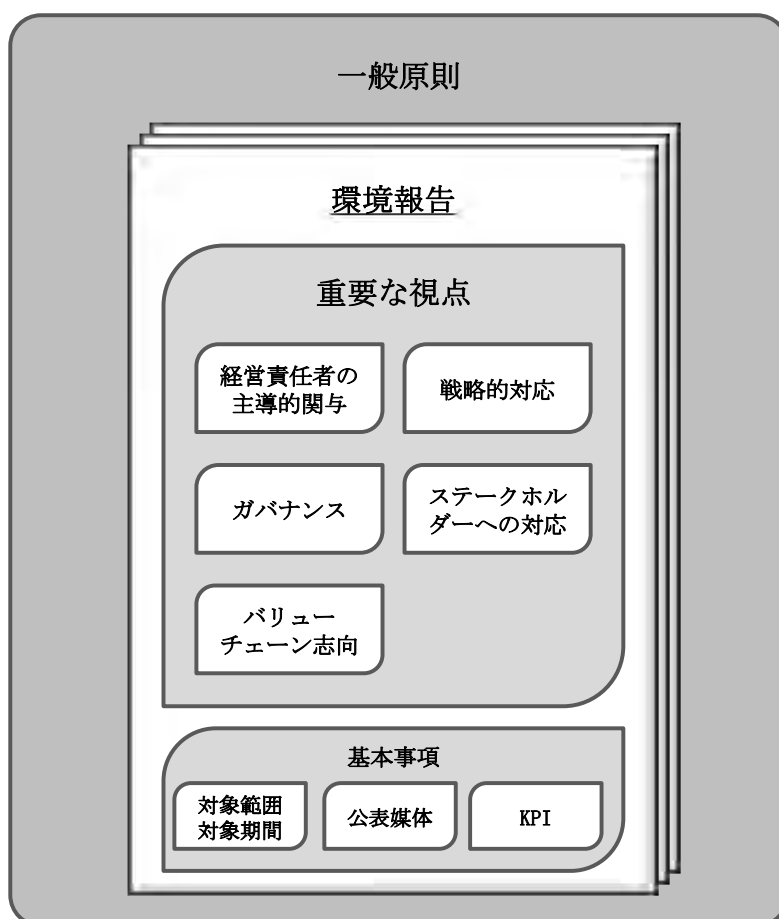 一般原則
環境報告
重要な視点
経営責任者の
主導的関与
戦略的対応
ガバナンス
ステークホル
ダーへの対応
バリュー
チェーン志向
基本事項
対象範囲
対象期間
公表媒体
KPI